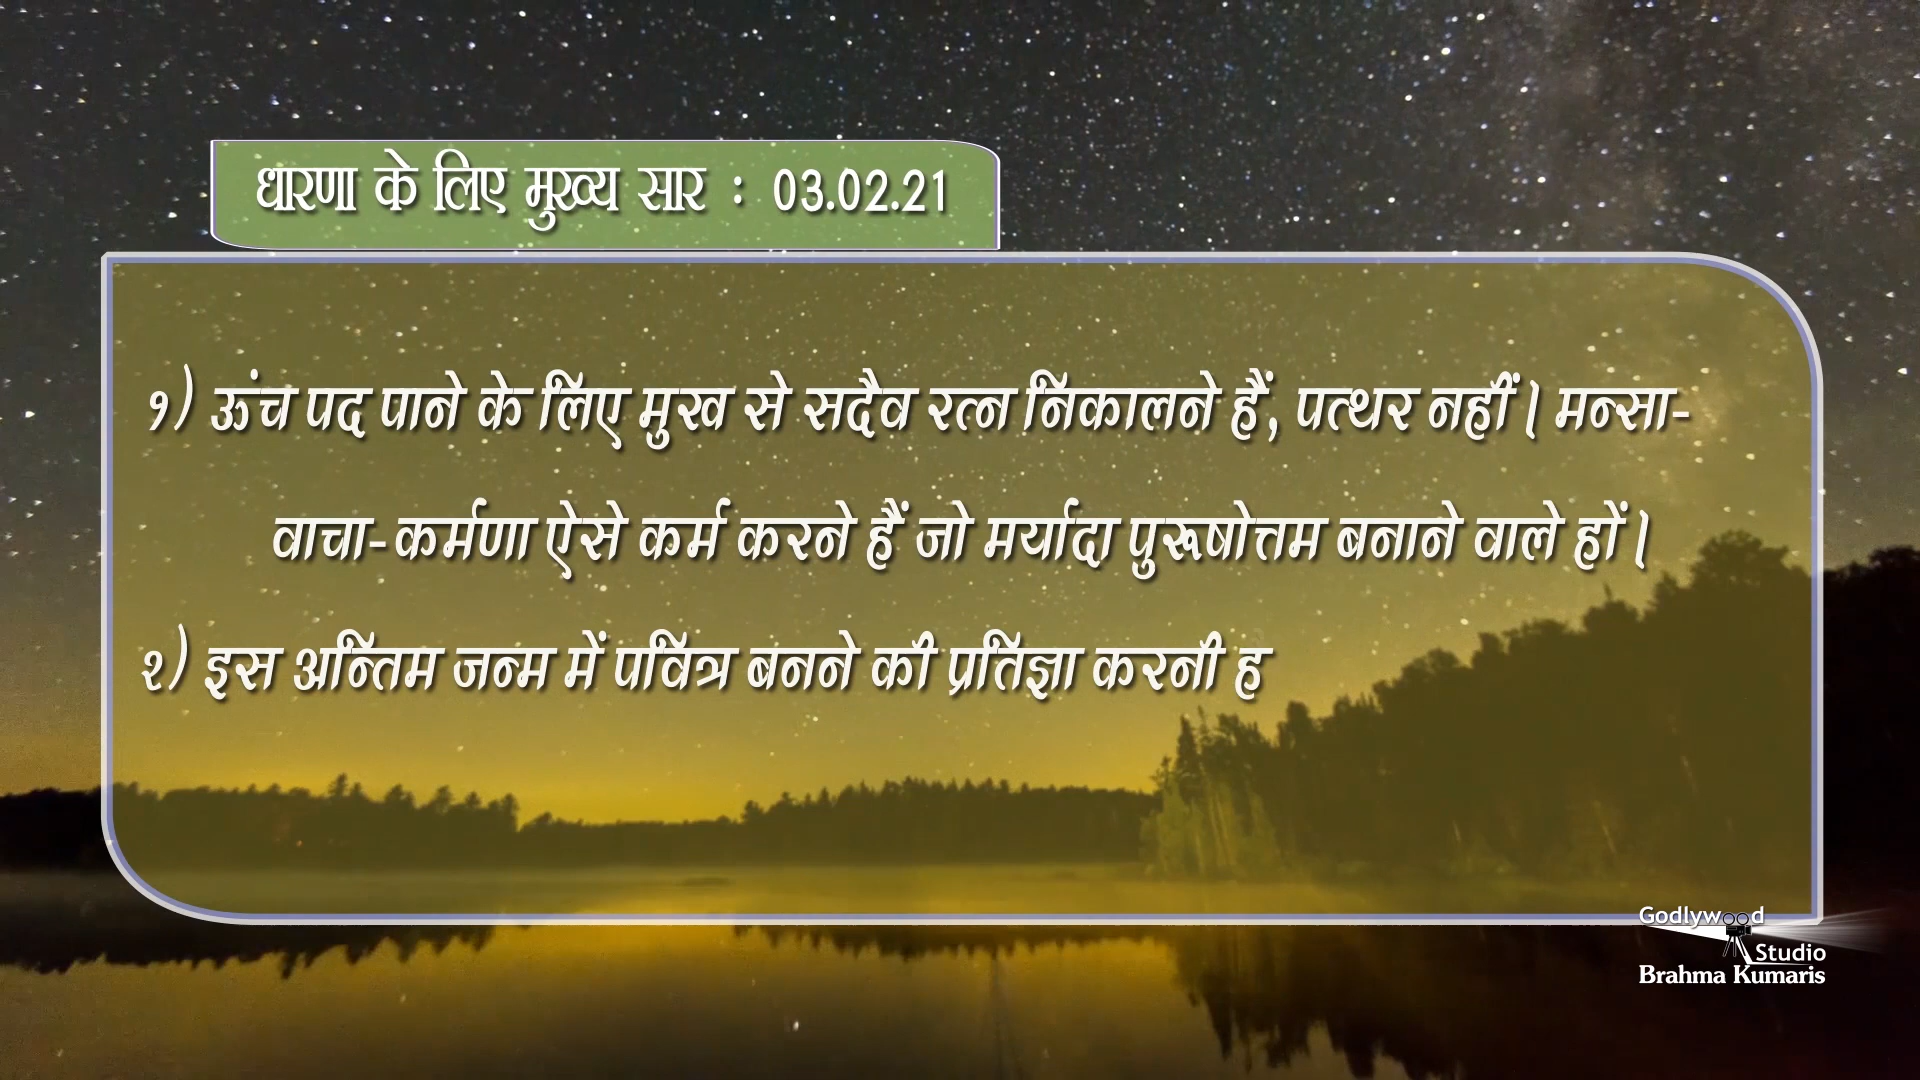 धारणा के लिए मुख्य सार : 03.02.21
१) ऊंच पद पाने के लिए मुख से सदैव रत्न निकालने हैं, पत्थर नहीं। मन्सा-
वाचा-कर्मणा ऐसे कर्म करने हैं जो मर्यादा पुरूषोत्तम बनाने वाले हों।
२) इस अन्तिम जन्म में पवित्र बनने की प्रतिज्ञा करनी ह
Godlywood
Studio
Brahma Kumaris